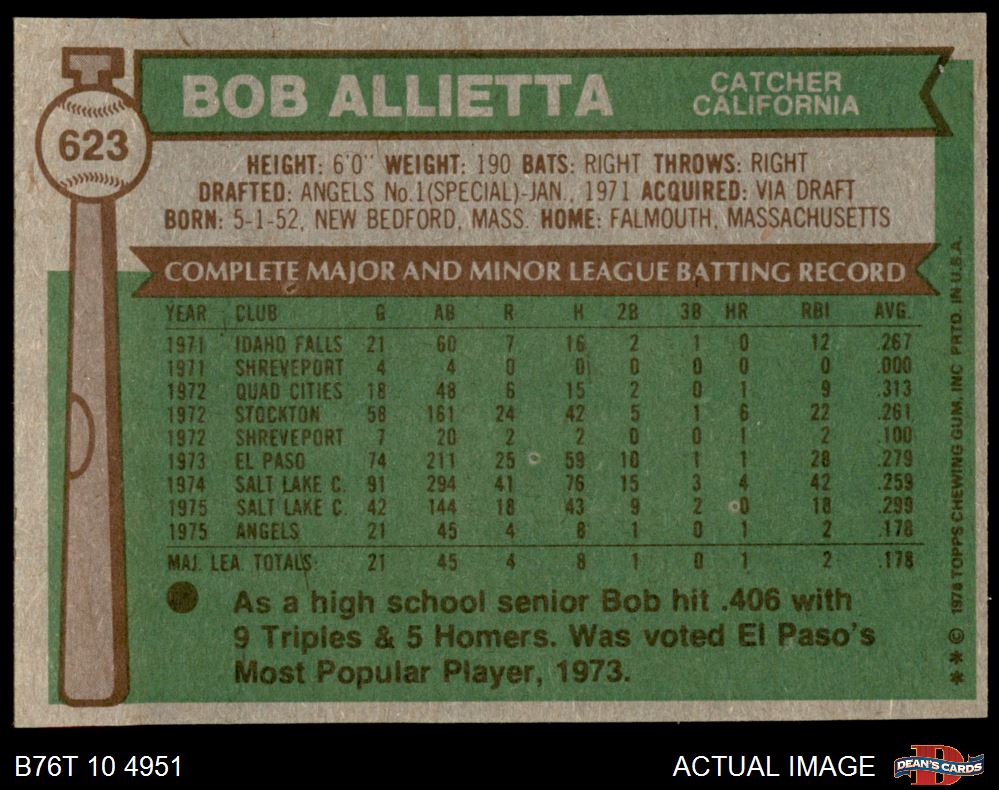 BOB ALLIETTA
CATCHER
CALIFORNIA
623
HEIGHT: 6'0" WEIGHT: 190 BATS: RIGHT THROWS: RIGHT
DRAFTED: ANGELS No.1(SPECIAL)-JAN., 1971 ACQUIRED: VIA DRAFT
BORN: 5-1-52, NEW BEDFORD, MASS. HOME: FALMOUTH, MASSACHUSETTS
COMPLETE MAJOR AND MINOR LEAGUE BATTING RECORD
YEAR CLUB G AB R H 2B 3B HR RBI AVG.
1971 IDAHO FALLS 21 60 7 16 2 1 0 12 .267
1971 SHREVEPORT 4 4 0 0 0 0 0 0 .000
1972 QUAD CITIES 18 48 6 15 2 0 1 9 .313
1972 STOCKTON 58 161 24 42 5 1 6 22 .261
1972 SHREVEPORT 7 20 2 2 0 0 1 2 .100
1973 EL PASO 74 211 25 59 10 1 1 28 .279
1974 SALT LAKE C. 91 294 41 76 15 3 4 42 .259
1975 SALT LAKE C. 42 144 18 43 9 2 0 18 .299
1975 ANGELS 21 45 4 8 1 0 1 2 .178
MAJ. LEA. TOTALS: 21 45 4 8 1 0 1 2 .178
As a high school senior Bob hit .406 with
9 Triples & 5 Homers. Was voted El Paso's
Most Popular Player, 1973.
** © 1976 TOPPS CHEWING GUM, INC PRTD. IN U.S.A.
B76T 10 4951
ACTUAL IMAGE
D
DEAN'S CARDS